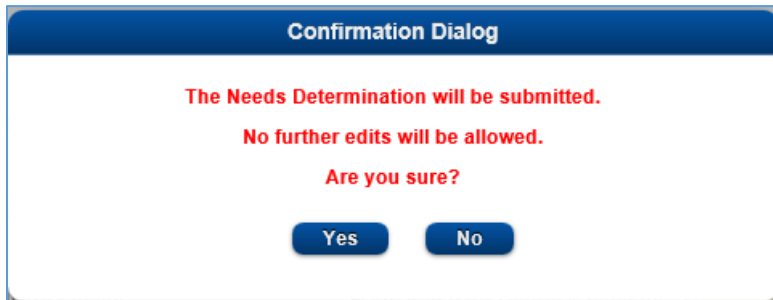 Confirmation Dialog
The Needs Determination will be submitted.
No further edits will be allowed.
Are you sure?
Yes No